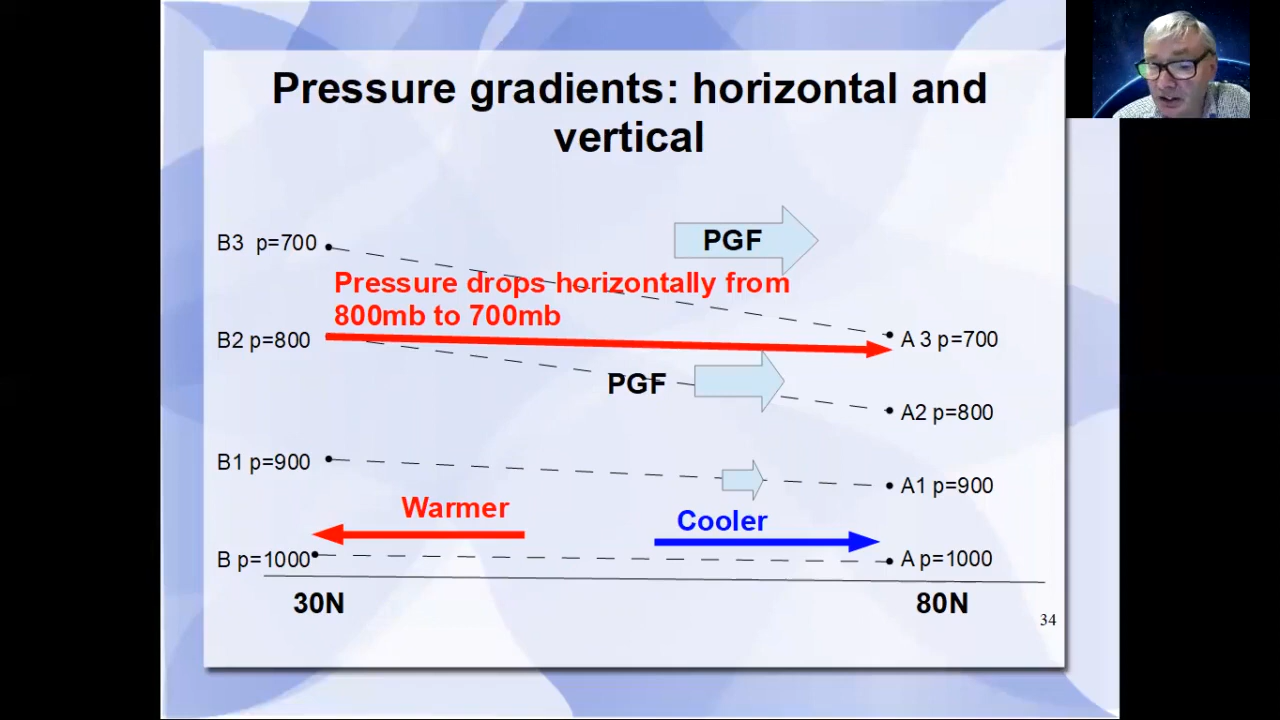 Pressure gradients: horizontal and
vertical
B3  p=700
PGF
Pressure drops horizontally from
800mb to 700mb
B2 p=800
A 3 p=700
PGF
A2 p=800
B1 p=900
A1 p=900
Warmer
Cooler
B p=1000
A p=1000
30N
80N
34